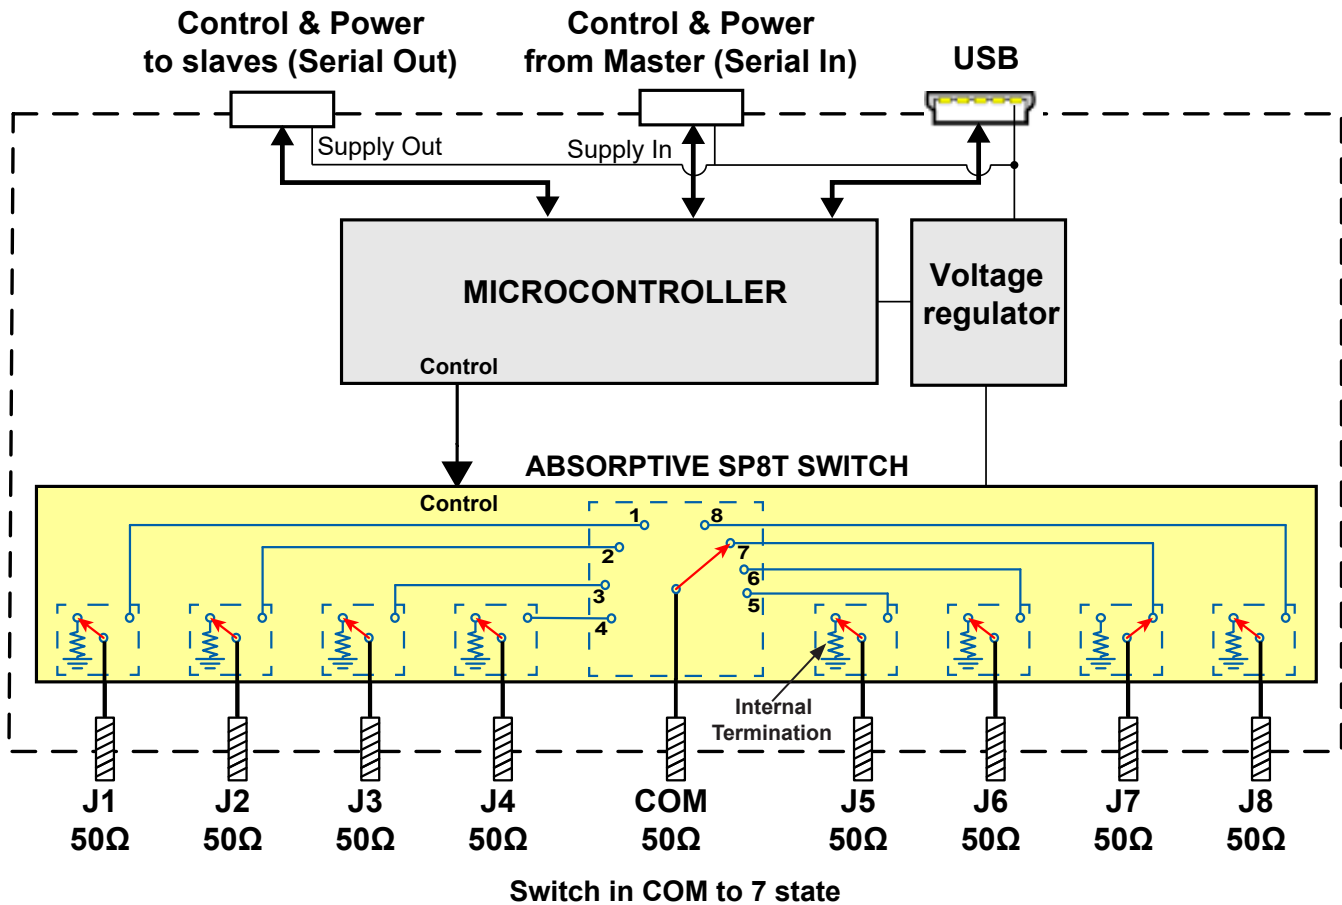 Control & Power
to slaves (Serial Out)
Control & Power
from Master (Serial In)
USB
Supply Out
Supply In
MICROCONTROLLER
Voltage
regulator
Control
ABSORPTIVE SP8T SWITCH
Control
1
8
2
7
3
6
4
5
Internal
Termination
J1
J2
J3
J4
COM
J5
J6
J7
J8
50Ω
50Ω
50Ω
50Ω
50Ω
50Ω
50Ω
50Ω
50Ω
Switch in COM to 7 state